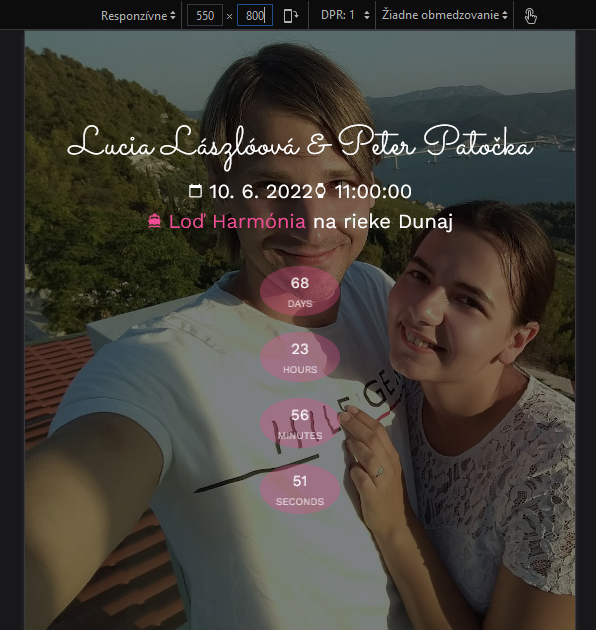 Responzívne 550 × 800 DPR: 1 Žiadne obmedzovanie
Lucia Lászlóová & Peter Patočka
10. 6. 2022 11:00:00
Loď Harmónia na rieke Dunaj
68
DAYS
23
HOURS
56
MINUTES
51
SECONDS